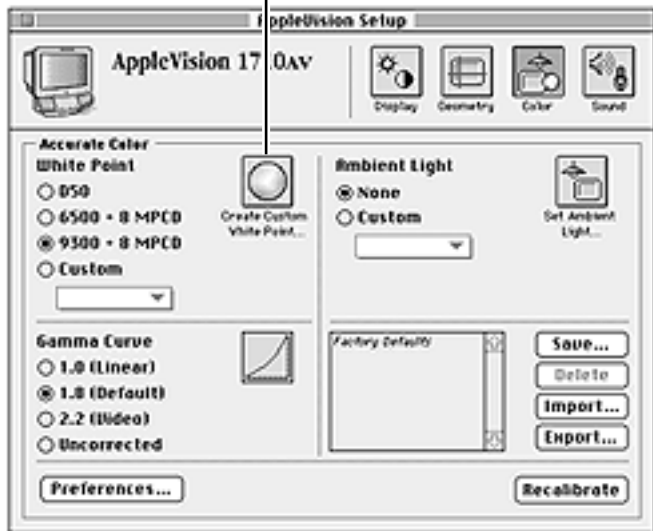 AppleVision Setup
AppleVision 1710AV
Display
Geometry
Color
Sound
Accurate Color
White Point
D50
6500 + 8 MPCD
9300 + 8 MPCD
Custom
Create Custom
White Point...
Ambient Light
None
Custom
Set Ambient
Light...
Gamma Curve
1.0 (Linear)
1.8 (Default)
2.2 (Video)
Uncorrected
Factory Defaults
Save...
Delete
Import...
Export...
Preferences...
Recalibrate